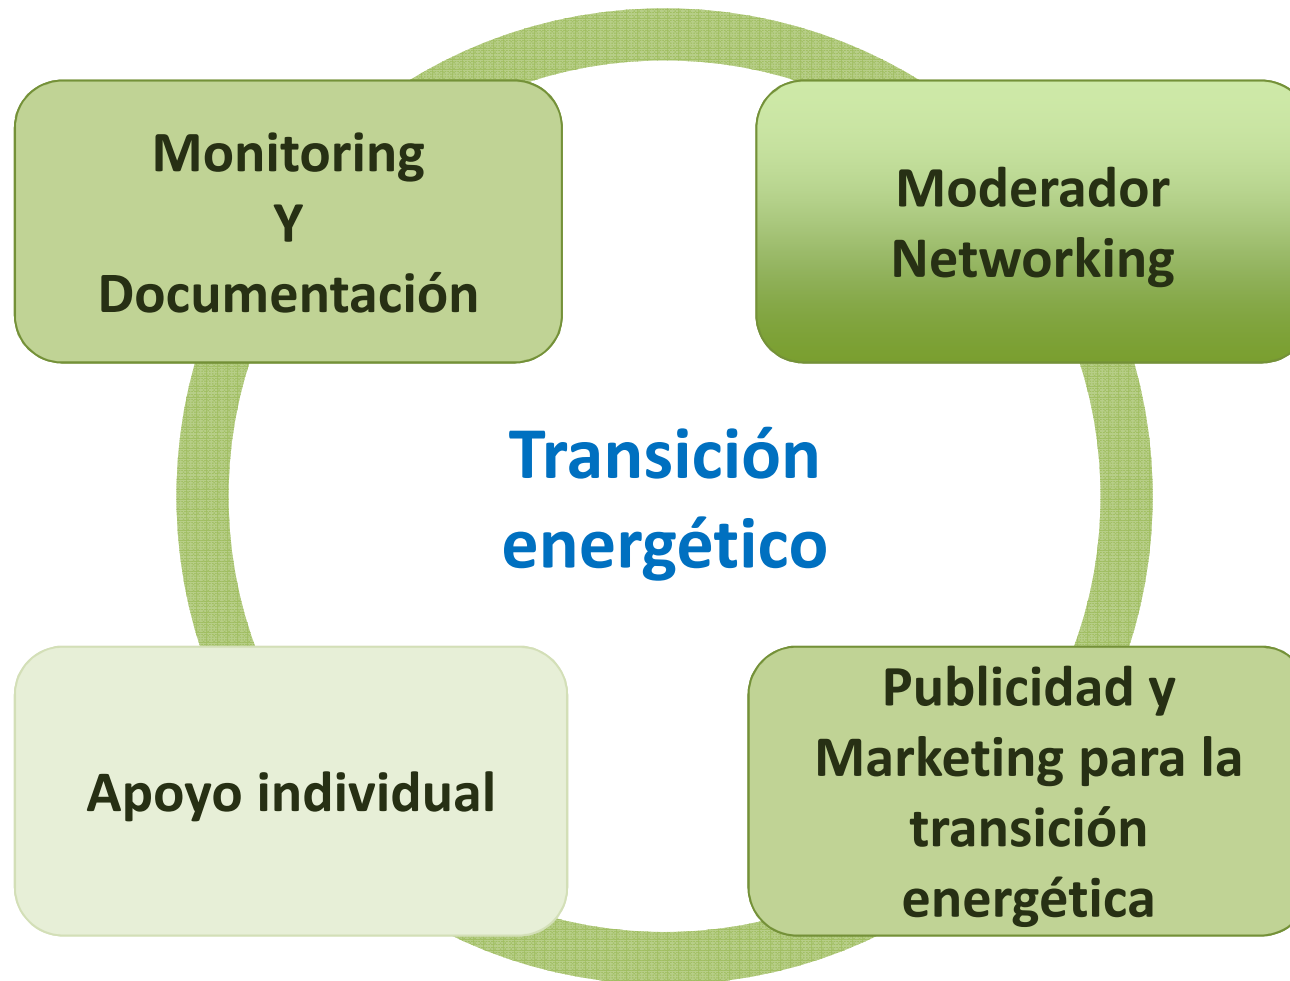 Monitoring
Y
Documentación
Moderador
Networking
Transición
energético
Apoyo individual
Publicidad y
Marketing para la
transición
energética